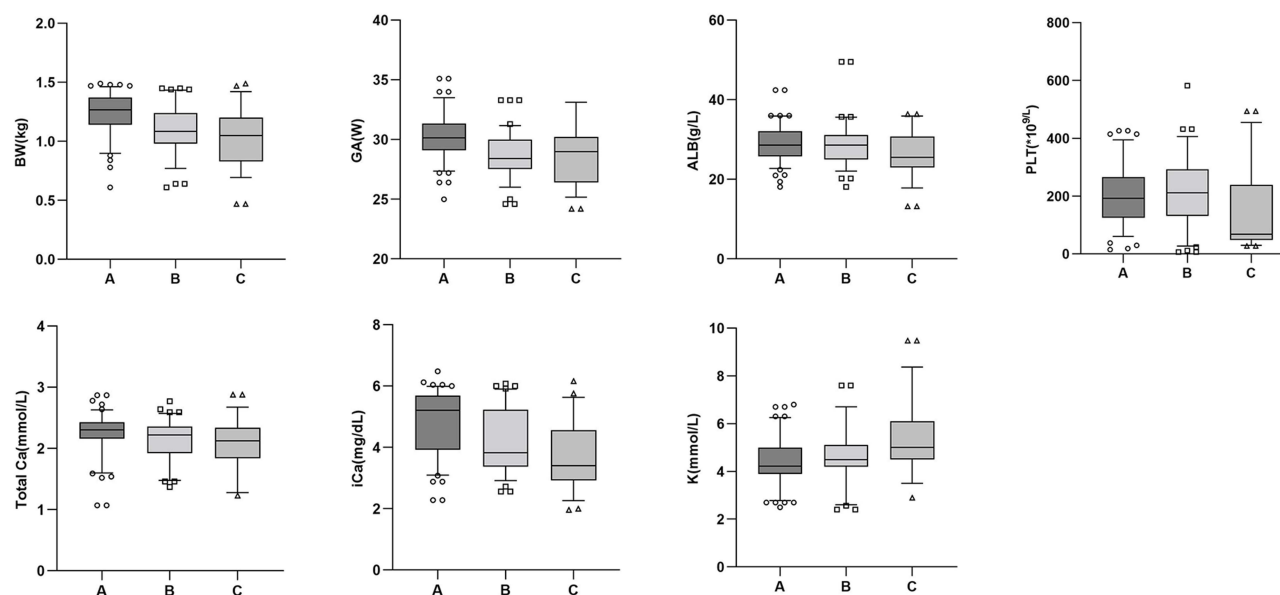 BW(kg)
2.0
1.5
1.0
0.5
0.0
A B C
GA(W)
40
35
30
25
20
A B C
ALB(g/L)
80
60
40
20
0
A B C
PLT(*10^9/L)
800
600
400
200
0
A B C
Total Ca(mmol/L)
4
3
2
1
0
A B C
iCa(mg/dL)
8
6
4
2
0
A B C
K(mmol/L)
10
8
6
4
2
0
A B C